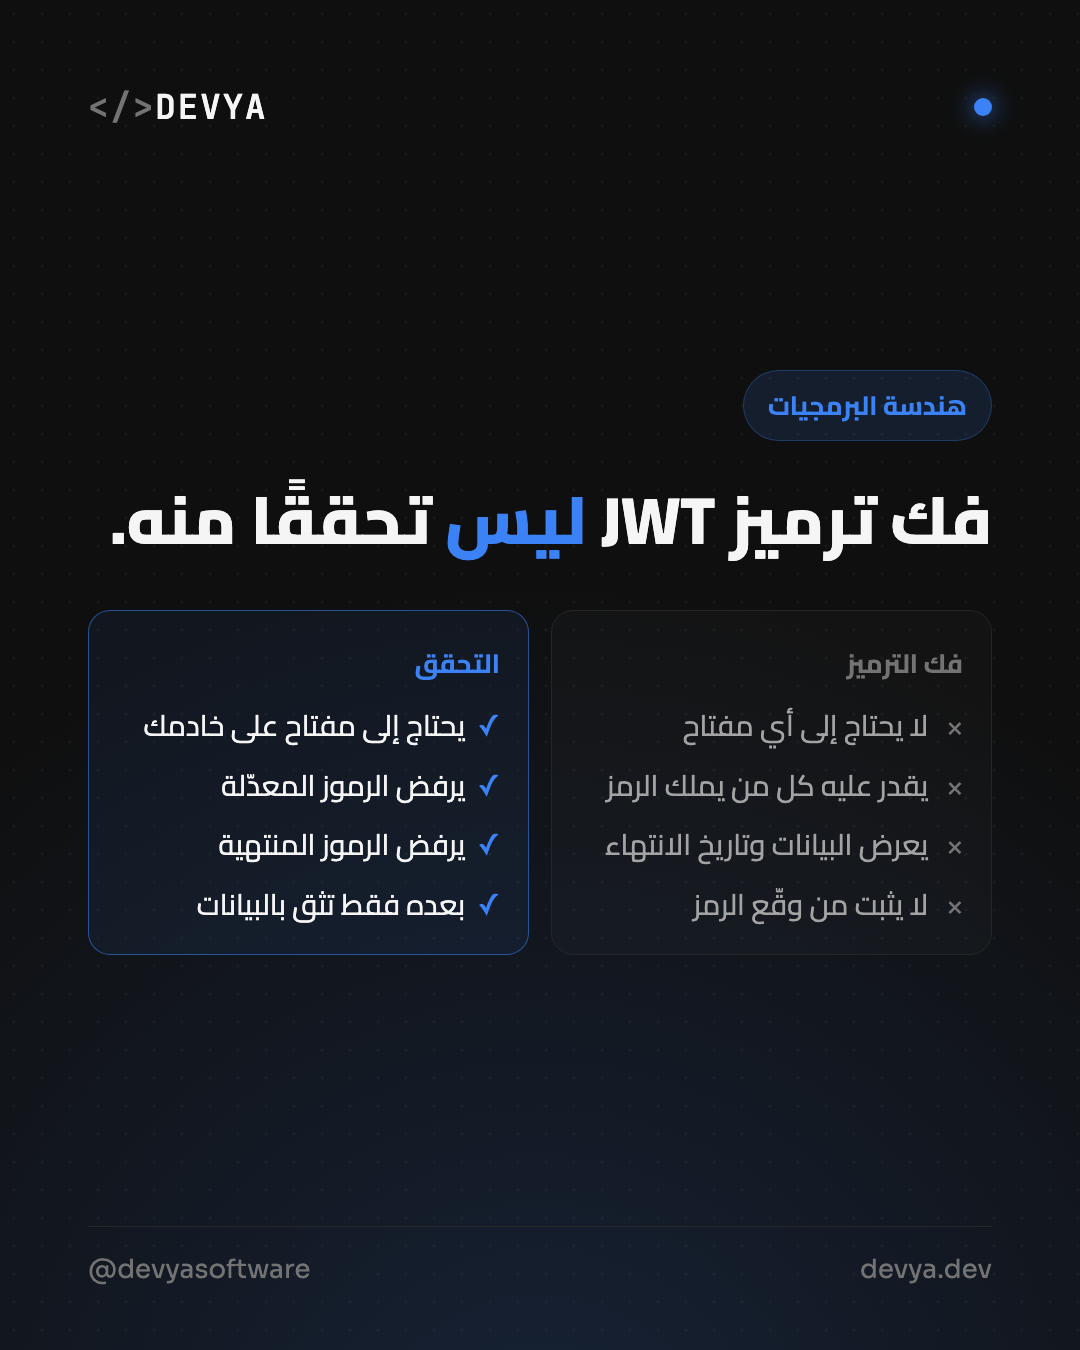 </>DEVYA
هندسة البرمجيات
فك ترميز JWT ليس تحققًا منه.
فك الترميز
× لا يحتاج إلى أي مفتاح
× يقدر عليه كل من يملك الرمز
× يعرض البيانات وتاريخ الانتهاء
× لا يثبت من وقّع الرمز
التحقق
✓ يحتاج إلى مفتاح على خادمك
✓ يرفض الرموز المعدّلة
✓ يرفض الرموز المنتهية
✓ بعده فقط تثق بالبيانات
@devyasoftware
devya.dev